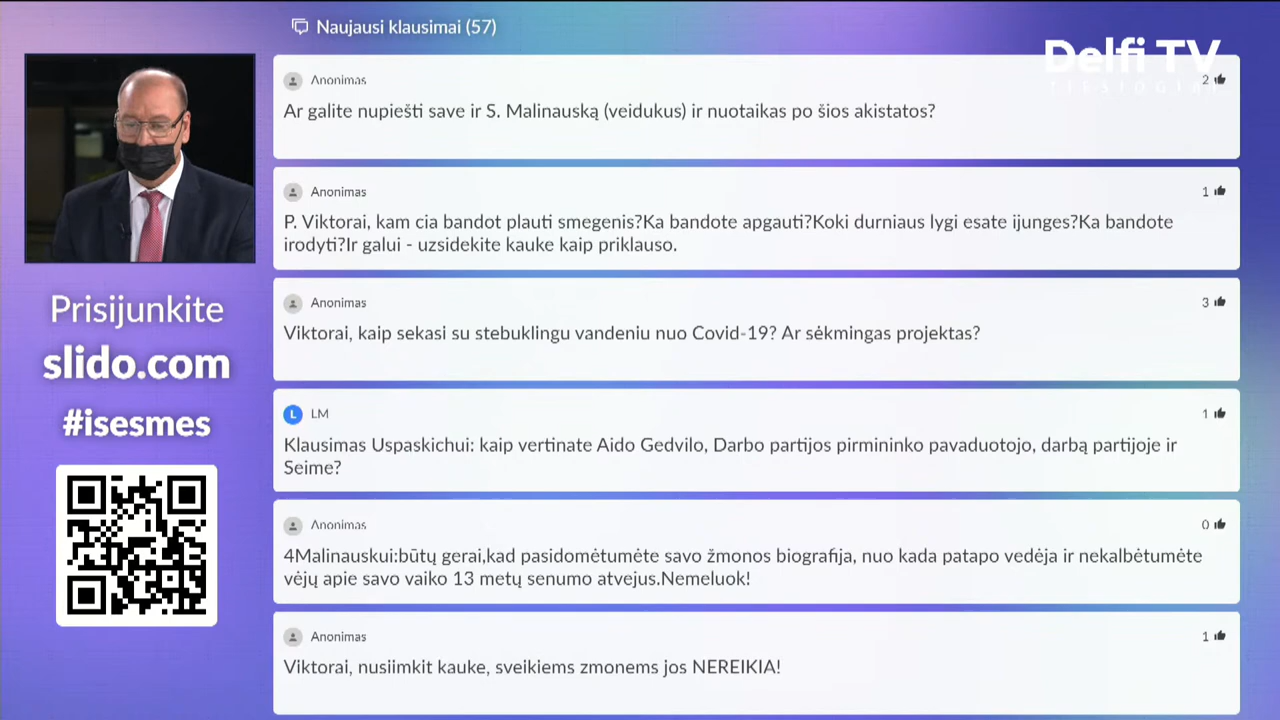 Naujausi klausimai (57)
Delfi TV
TIESIOGIAI
Anonimas
2
Ar galite nupiešti save ir S. Malinauską (veidukus) ir nuotaikas po šios akistatos?
Anonimas
1
P. Viktorai, kam cia bandot plauti smegenis?Ka bandote apgauti?Koki durniaus lygi esate ijunges?Ka bandote
irodyti?Ir galui - uzsidekite kauke kaip priklauso.
Anonimas
3
Viktorai, kaip sekasi su stebuklingu vandeniu nuo Covid-19? Ar sėkmingas projektas?
L LM
1
Klausimas Uspaskichui: kaip vertinate Aido Gedvilo, Darbo partijos pirmininko pavaduotojo, darbą partijoje ir
Seime?
Anonimas
0
4Malinauskui:būtų gerai,kad pasidomėtumėte savo žmonos biografija, nuo kada patapo vedėja ir nekalbėtumėte
vėjų apie savo vaiko 13 metų senumo atvejus.Nemeluok!
Anonimas
1
Viktorai, nusiimkit kauke, sveikiems zmonems jos NEREIKIA!
Prisijunkite
slido.com
#isesmes